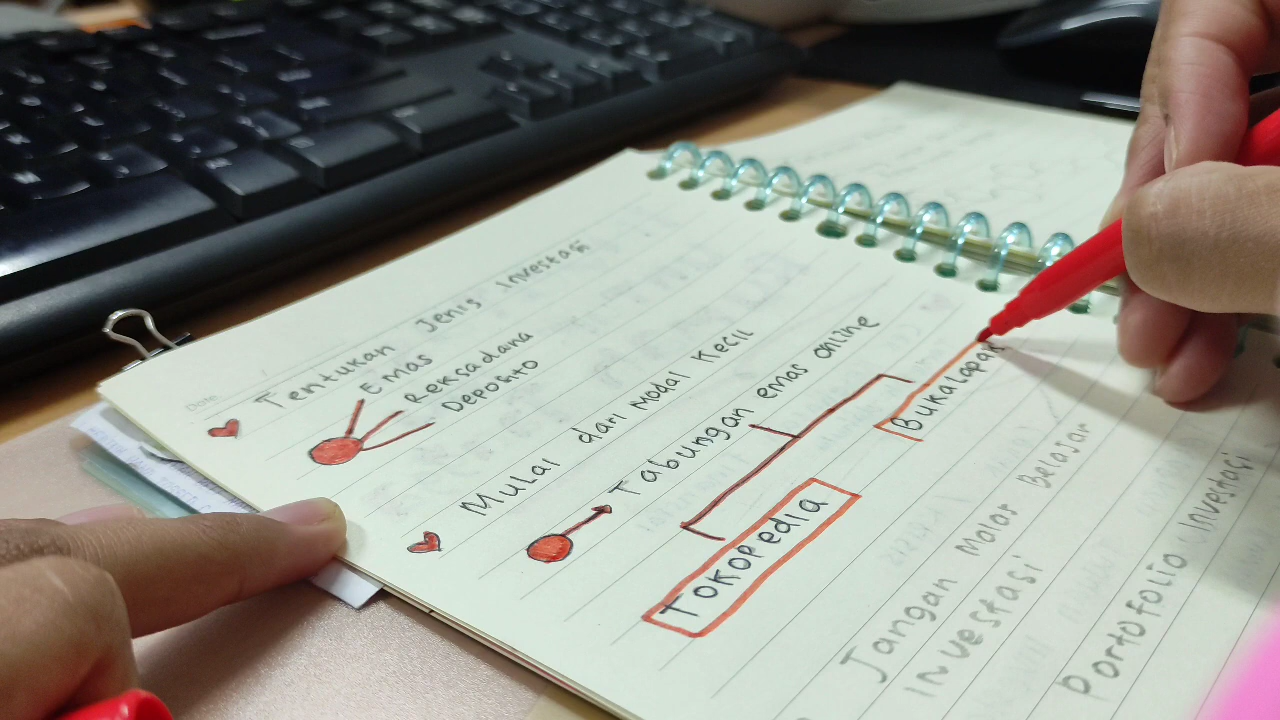 Date
Tentukan Jenis Investasi
Emas
Reksadana
Deposito
Mulai dari Modal Kecil
Tabungan emas online
Tokopedia
Bukalapak
Jangan Malas Belajar
Investasi
Portofolio Investasi